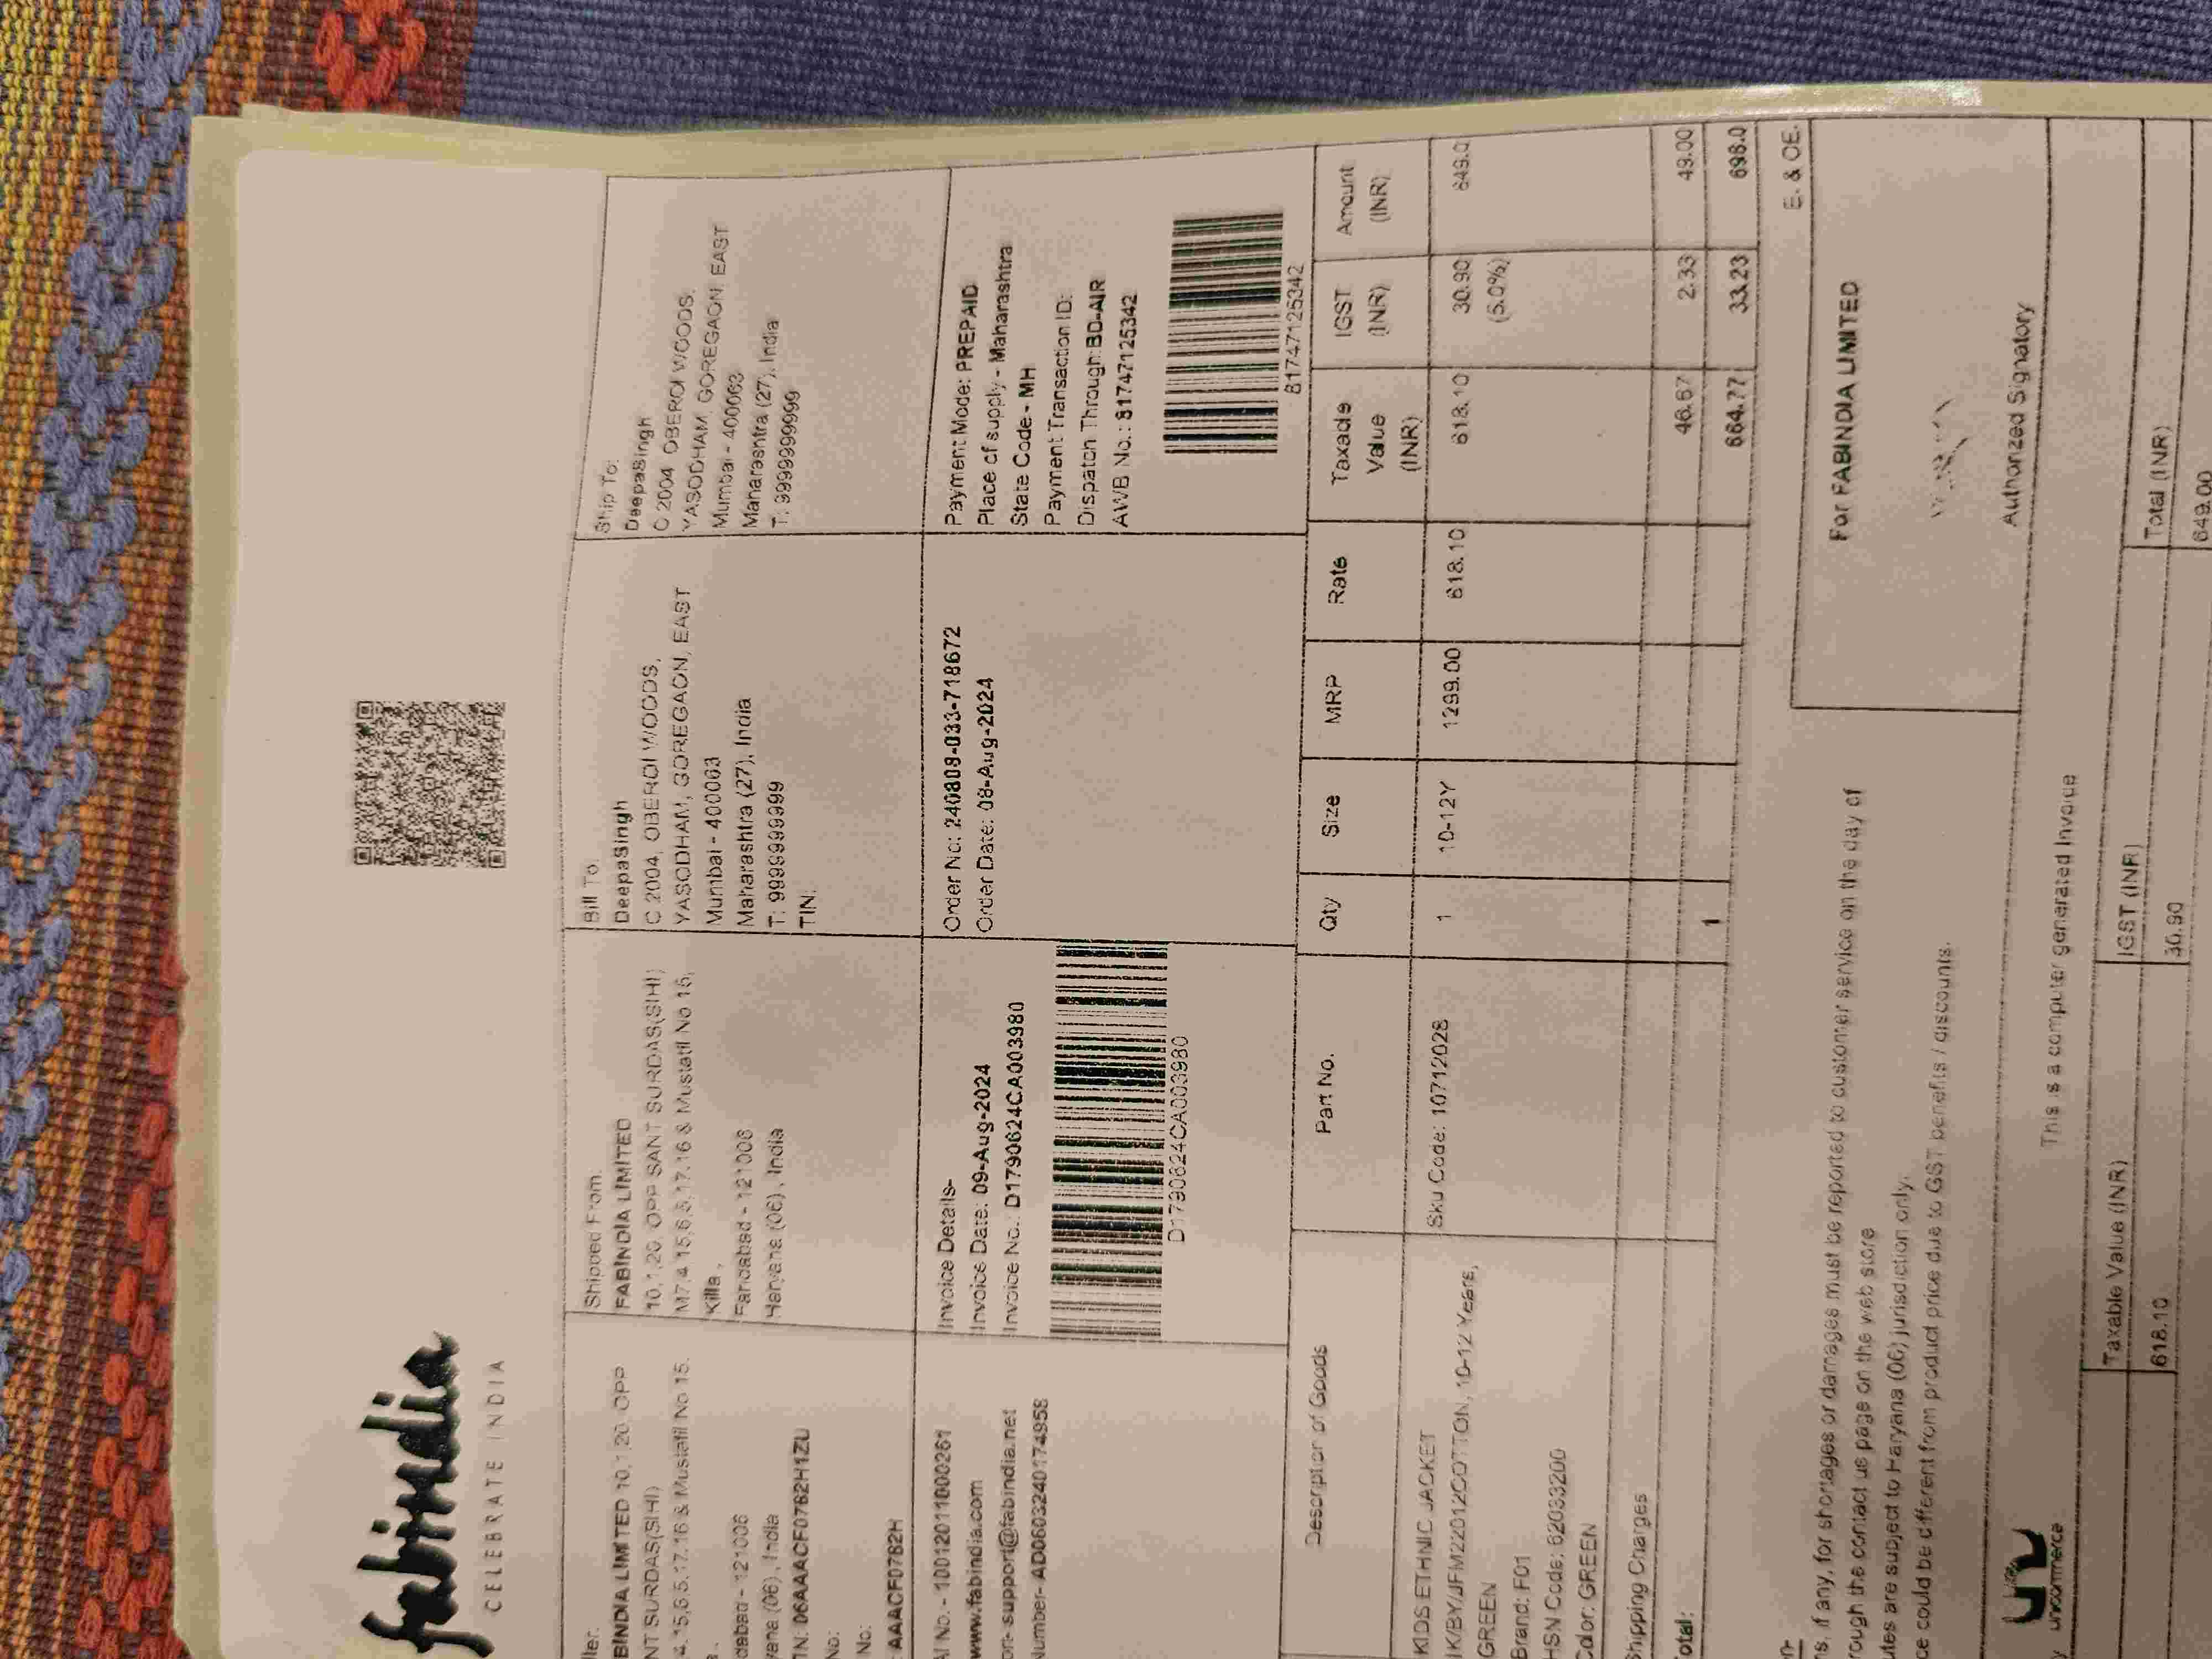 fabindia
CELEBRATE INDIA
ller:
BINDIA LIMITED 10,1,20, OPP
NT SURDAS(SIHI)
4,15,6,5,17,16 & Mustatil No 15,
dabad - 121006
yana (06) , India
TN: 06AAACF0782H1ZU
No:
No:
: AAACF0782H
Shipped From:
FABINDIA LIMITED
10,1,20, OPP SANT SURDAS(SIHI)
M7,4,15,6,5,17,16 & Mustatil No 15,
Killa ,
Faridabad - 121006
Haryana (06) , India
Bill To:
DeepaSingh
C 2004, OBEROI WOODS,
YASODHAM, GOREGAON, EAST
Mumbai - 400063
Maharashtra (27), India
T: 9999999999
TIN:
Ship To:
DeepaSingh
C 2004, OBEROI WOODS,
YASODHAM, GOREGAON, EAST
Mumbai - 400063
Maharashtra (27), India
T: 9999999999
AI No.- 10012011000261
www.fabindia.com
on- support@fabindia.net
Number- AD0603240174958
Invoice Details-
Invoice Date: 09-Aug-2024
Invoice No.: D1790624CA003980
D1790624CA003980
Order No: 240808-033-718672
Order Date: 08-Aug-2024
Payment Mode: PREPAID
Place of supply - Maharashtra
State Code - MH
Payment Transaction ID:
Dispatch Through:BD-AIR
AWB No.: 81747125342
81747125342
Description of Goods Part No. Qty Size MRP Rate Taxable Value (INR) IGST (INR) Amount (INR)
KIDS ETHNIC JACKET
IK/BY/JFM22012COTTON, 10-12 Years,
GREEN
Brand: F01
HSN Code: 62033200
Color: GREEN
Sku Code: 10712028 1 10-12Y 1299.00 618.10 618.10 30.90 649.0
(5.0%)
Shipping Charges 46.67 2.33 49.00
otal: 1 664.77 33.23 698.0
E. & OE.
n-
ns, if any, for shortages or damages must be reported to customer service on the day of
rough the contact us page on the web store
utes are subject to Haryana (06) jurisdiction only.
ce could be different from product price due to GST benefits / discounts.
For FABINDIA LIMITED
Authorized Signatory
y unicommerce
This is a computer generated Invoice
Taxable Value (INR) IGST (INR) Total (INR)
618.10 30.90 649.00